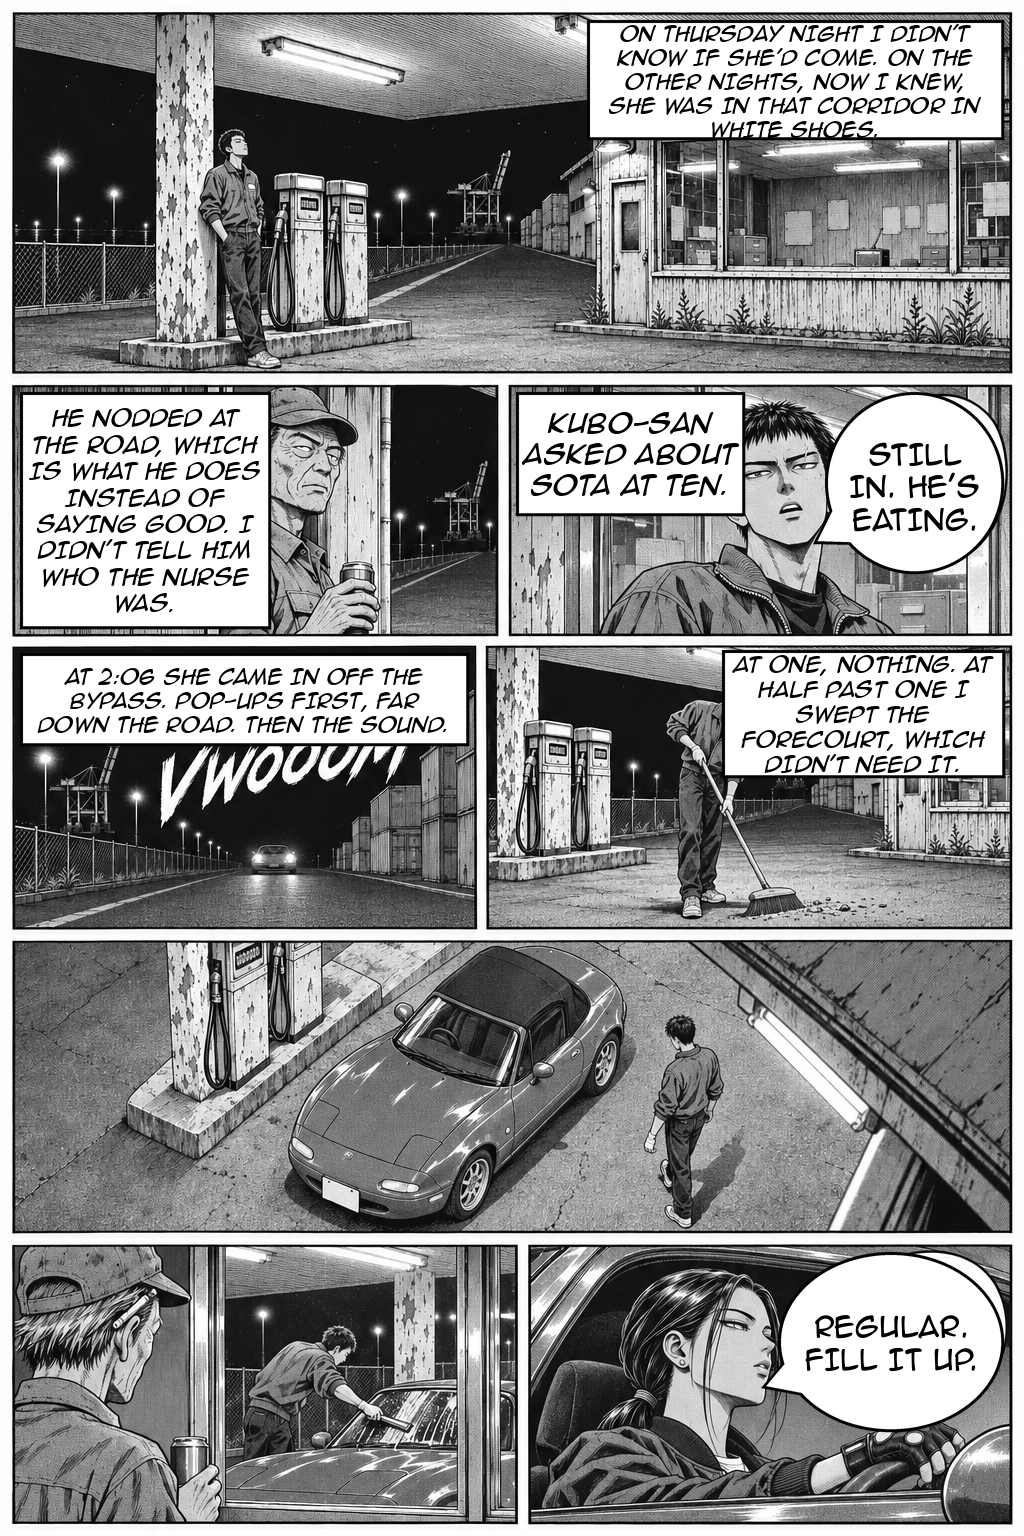 ON THURSDAY NIGHT I DIDN'T
KNOW IF SHE'D COME. ON THE
OTHER NIGHTS, NOW I KNEW,
SHE WAS IN THAT CORRIDOR IN
WHITE SHOES.
KUBO-SAN
ASKED ABOUT
SOTA AT TEN.
STILL
IN. HE'S
EATING.
HE NODDED AT
THE ROAD, WHICH
IS WHAT HE DOES
INSTEAD OF
SAYING GOOD. I
DIDN'T TELL HIM
WHO THE NURSE
WAS.
AT ONE, NOTHING. AT
HALF PAST ONE I
SWEPT THE
FORECOURT, WHICH
DIDN'T NEED IT.
AT 2:06 SHE CAME IN OFF THE
BYPASS. POP-UPS FIRST, FAR
DOWN THE ROAD. THEN THE SOUND.
VWOOOM
REGULAR.
FILL IT UP.